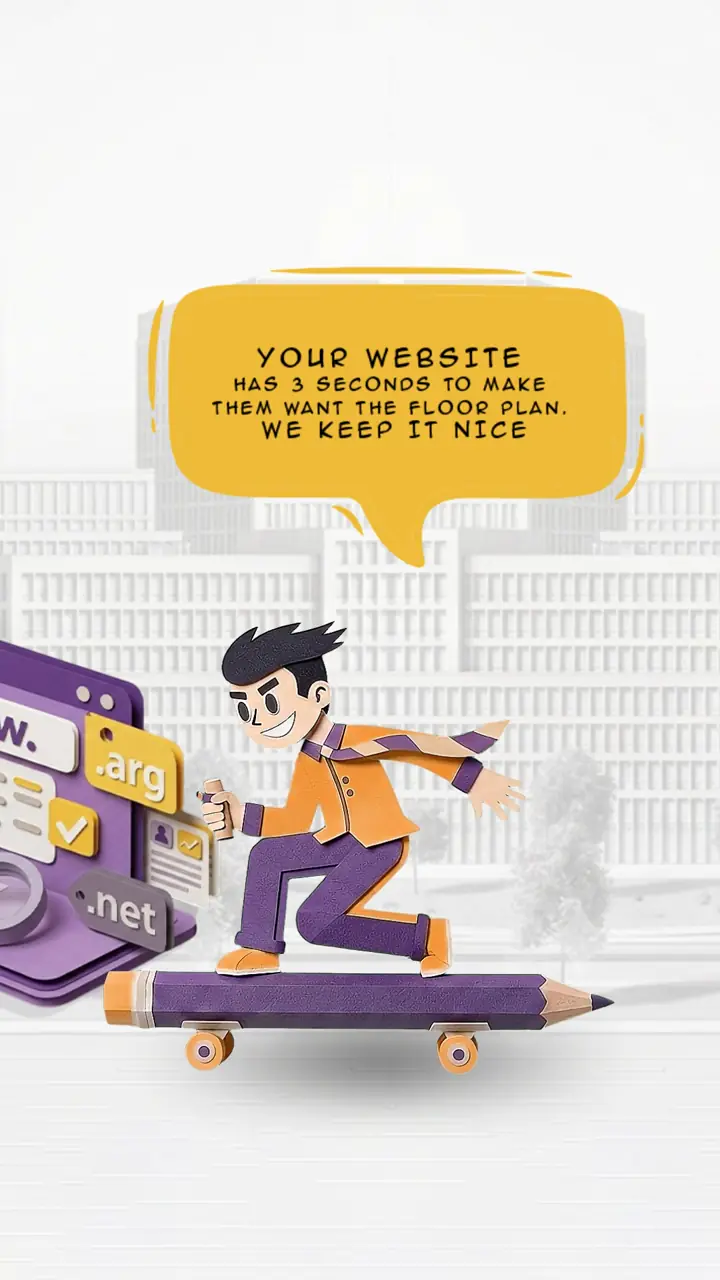 YOUR WEBSITE
HAS 3 SECONDS TO MAKE
THEM WANT THE FLOOR PLAN.
WE KEEP IT NICE
w.
.arg
.net